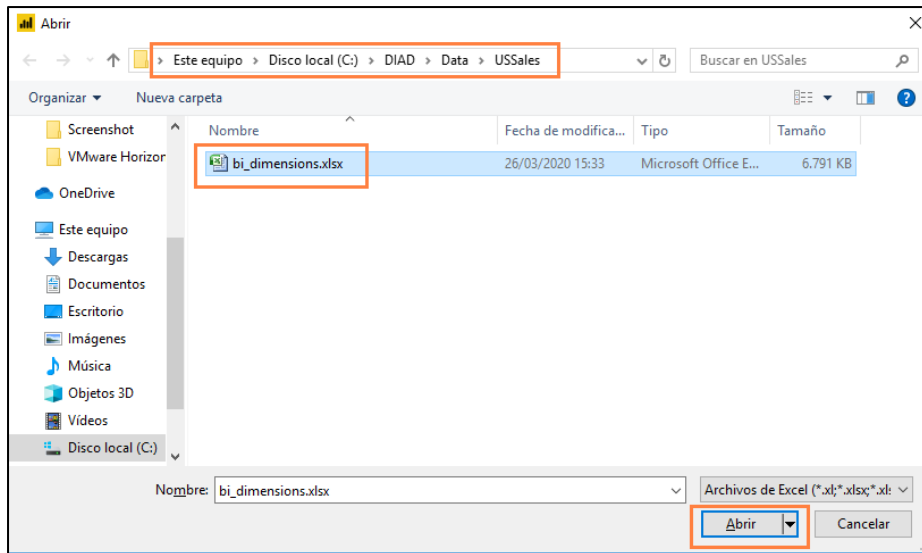 Abrir
Este equipo > Disco local (C:) > DIAD > Data > USSales
Buscar en USSales
Organizar
Nueva carpeta
Nombre
Fecha de modifica...
Tipo
Tamaño
Screenshot
VMware Horizor
OneDrive
Este equipo
Descargas
Documentos
Escritorio
Imágenes
Música
Objetos 3D
Vídeos
Disco local (C:)
bi_dimensions.xlsx
26/03/2020 15:33
Microsoft Office E...
6.791 KB
Nombre:
bi_dimensions.xlsx
Archivos de Excel (*.xl;*.xlsx;*.xl:
Abrir
Cancelar